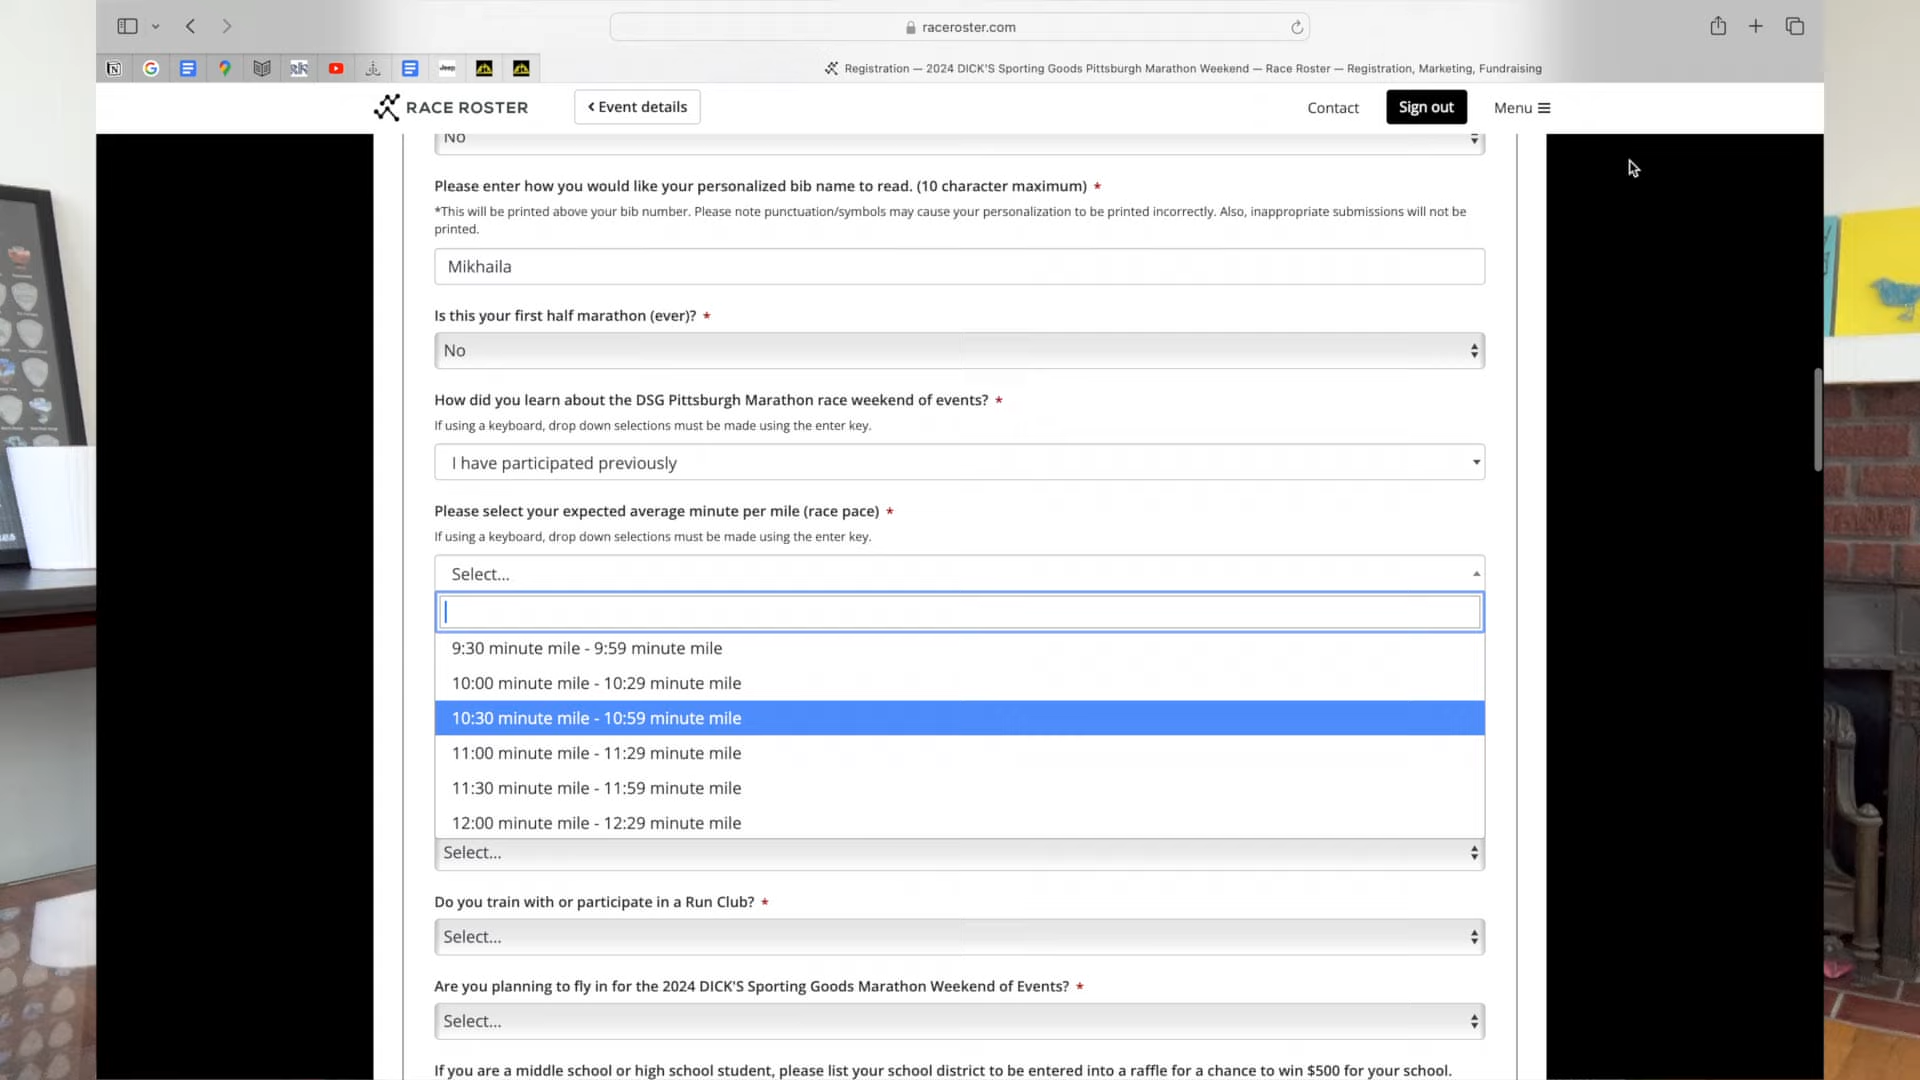 raceroster.com
Jeep
Registration — 2024 DICK'S Sporting Goods Pittsburgh Marathon Weekend — Race Roster — Registration, Marketing, Fundraising
RACE ROSTER
Event details
Contact
Sign out
Menu
No
Please enter how you would like your personalized bib name to read. (10 character maximum) *
*This will be printed above your bib number. Please note punctuation/symbols may cause your personalization to be printed incorrectly. Also, inappropriate submissions will not be
printed.
Mikhaila
Is this your first half marathon (ever)? *
No
How did you learn about the DSG Pittsburgh Marathon race weekend of events? *
If using a keyboard, drop down selections must be made using the enter key.
I have participated previously
Please select your expected average minute per mile (race pace) *
If using a keyboard, drop down selections must be made using the enter key.
Select...
9:30 minute mile - 9:59 minute mile
10:00 minute mile - 10:29 minute mile
10:30 minute mile - 10:59 minute mile
11:00 minute mile - 11:29 minute mile
11:30 minute mile - 11:59 minute mile
12:00 minute mile - 12:29 minute mile
Select...
Do you train with or participate in a Run Club? *
Select...
Are you planning to fly in for the 2024 DICK'S Sporting Goods Marathon Weekend of Events? *
Select...
If you are a middle school or high school student, please list your school district to be entered into a raffle for a chance to win $500 for your school.